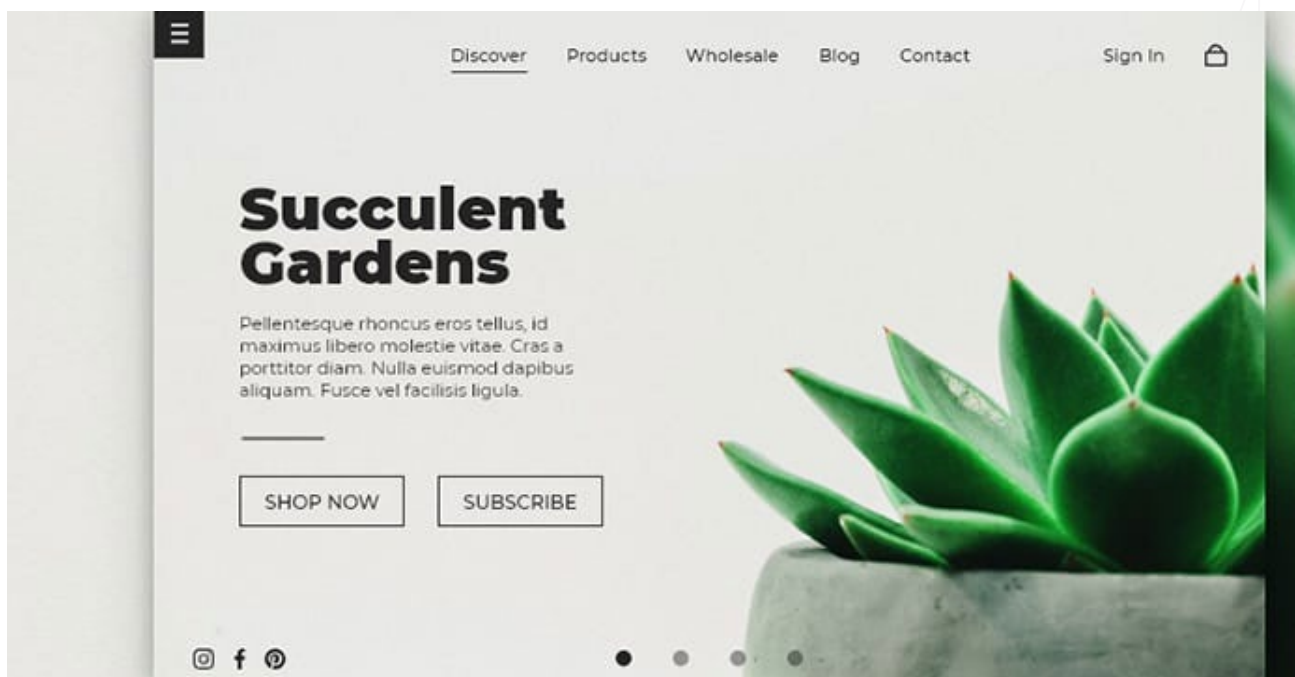 Discover Products Wholesale Blog Contact Sign In
Succulent
Gardens
Pellentesque rhoncus eros tellus, id
maximus libero molestie vitae. Cras a
porttitor diam. Nulla euismod dapibus
aliquam. Fusce vel facilisis ligula.
SHOP NOW SUBSCRIBE